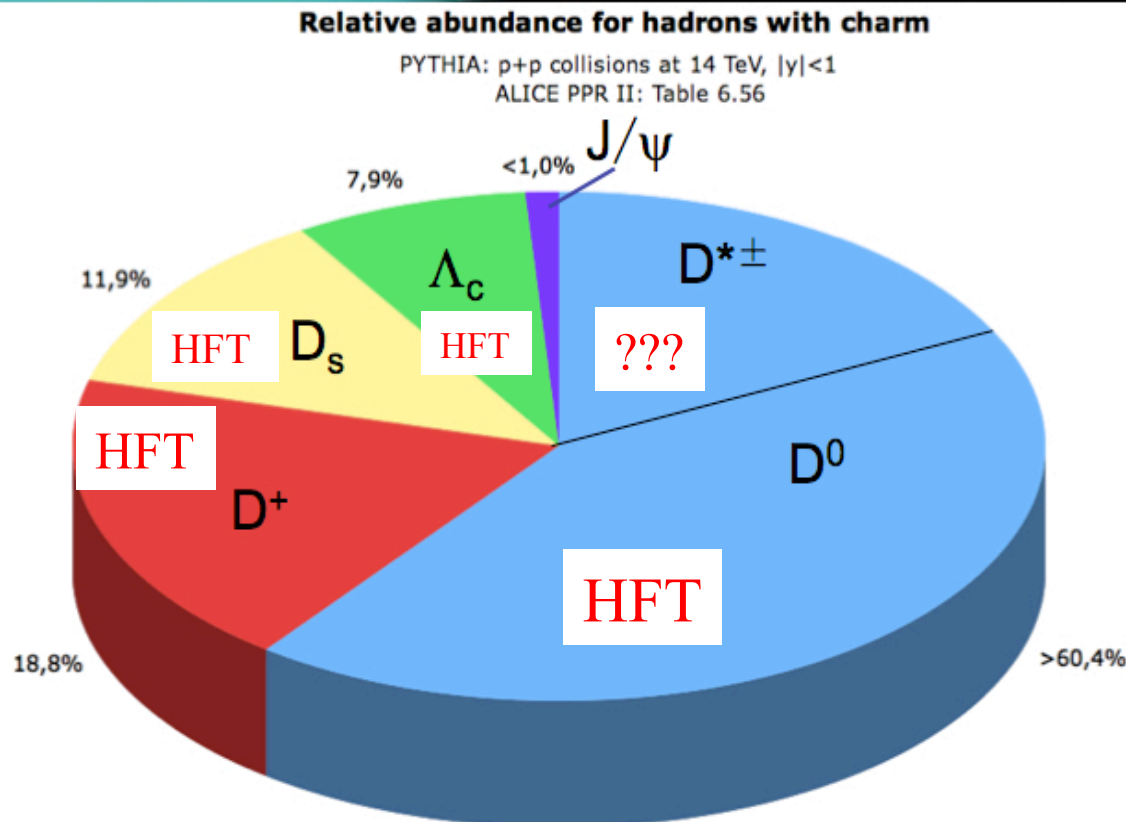 Relative abundance for hadrons with charm
PYTHIA: p+p collisions at 14 TeV, |y|<1
ALICE PPR II: Table 6.56
J/ψ
<1,0%
7,9%
D*±
Λc
11,9%
HFT
Ds
HFT
???
HFT
D⁰
D⁺
HFT
18,8%
>60,4%